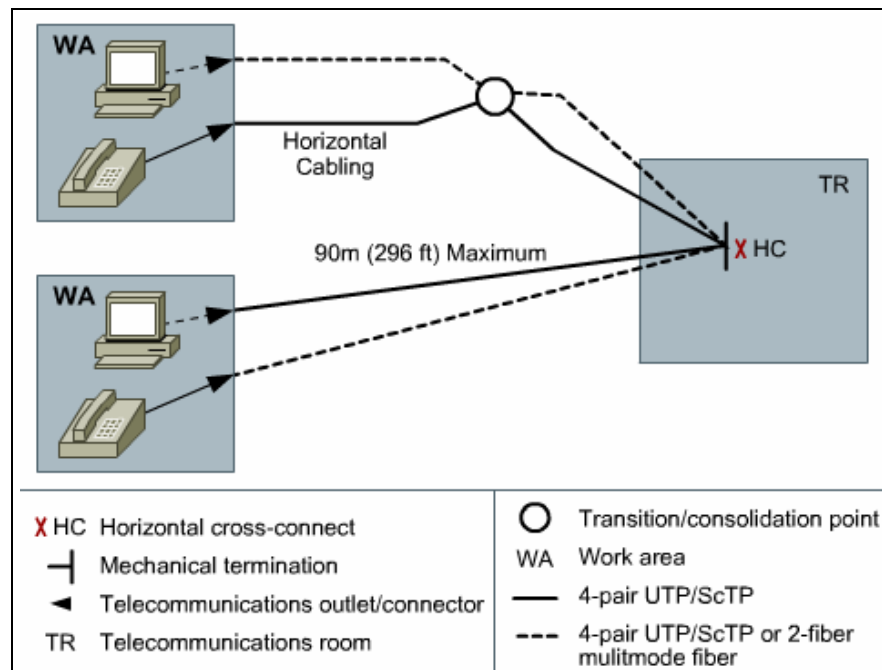 WA
Horizontal
Cabling
TR
HC
90m (296 ft) Maximum
WA
HC Horizontal cross-connect
Mechanical termination
Telecommunications outlet/connector
TR Telecommunications room
Transition/consolidation point
WA Work area
4-pair UTP/ScTP
4-pair UTP/ScTP or 2-fiber
mulitmode fiber